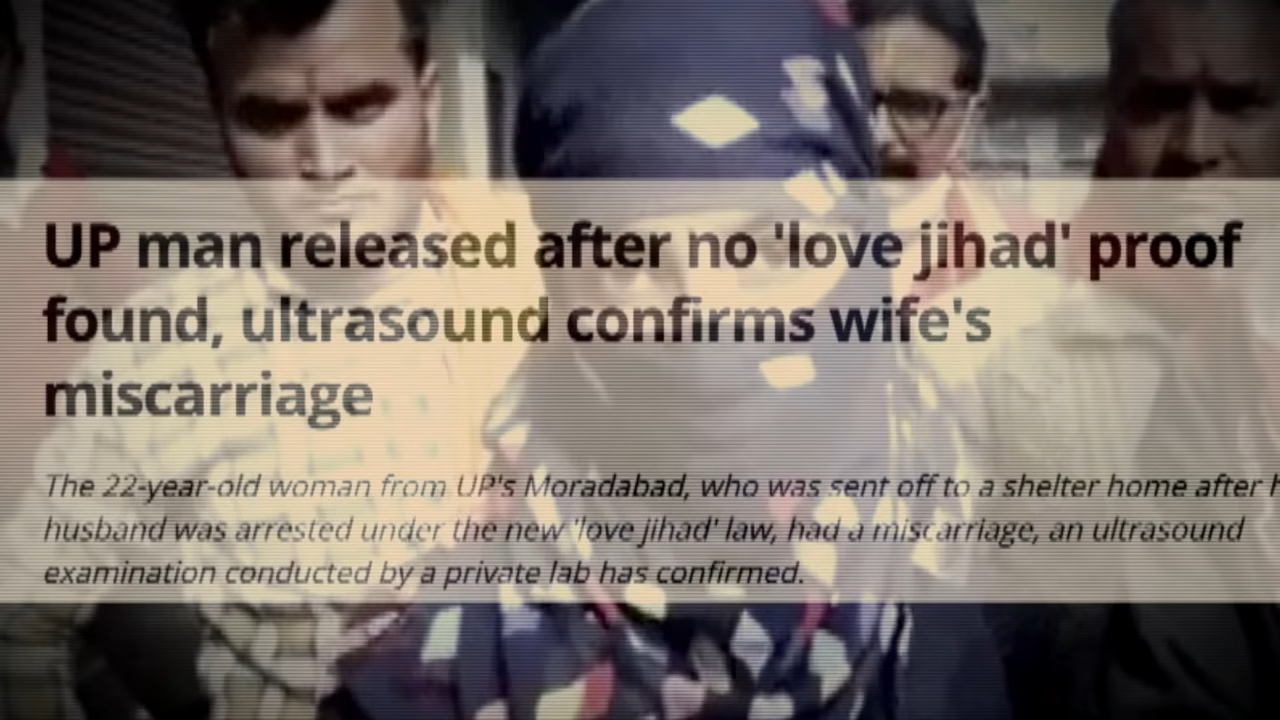 UP man released after no 'love jihad' proof
found, ultrasound confirms wife's
miscarriage
The 22-year-old woman from UP's Moradabad, who was sent off to a shelter home after
husband was arrested under the new 'love jihad' law, had a miscarriage, an ultrasound
examination conducted by a private lab has confirmed.